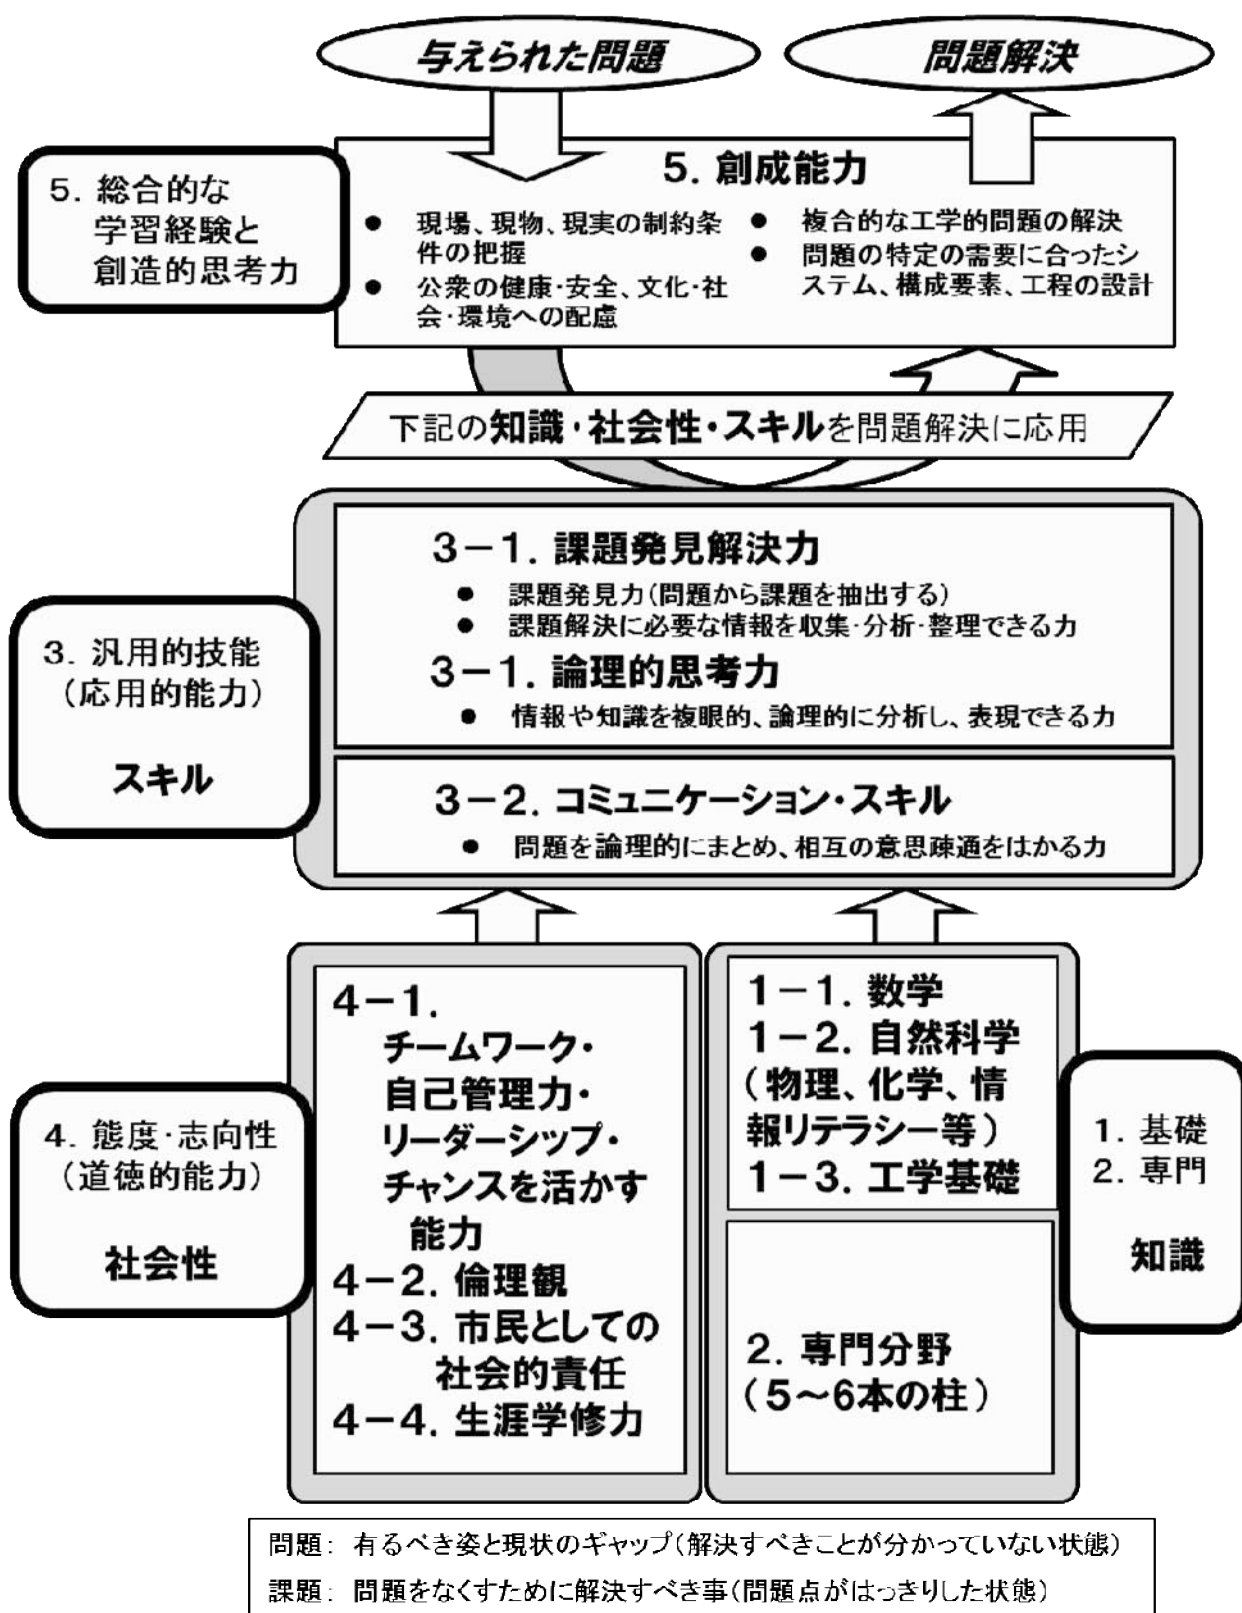 与えられた問題
問題解決
5. 総合的な
学習経験と
創造的思考力
5. 創成能力
● 現場、現物、現実の制約条
件の把握
● 公衆の健康・安全、文化・社
会・環境への配慮
● 複合的な工学的問題の解決
● 問題の特定の需要に合ったシ
ステム、構成要素、工程の設計
下記の知識・社会性・スキルを問題解決に応用
3. 汎用的技能
（応用的能力）
スキル
3－1. 課題発見解決力
● 課題発見力（問題から課題を抽出する）
● 課題解決に必要な情報を収集・分析・整理できる力
3－1. 論理的思考力
● 情報や知識を複眼的、論理的に分析し、表現できる力
3－2. コミュニケーション・スキル
● 問題を論理的にまとめ、相互の意思疎通をはかる力
4. 態度・志向性
（道徳的能力）
社会性
4－1.
チームワーク・
自己管理力・
リーダーシップ・
チャンスを活かす
能力
4－2. 倫理観
4－3. 市民としての
社会的責任
4－4. 生涯学修力
1－1. 数学
1－2. 自然科学
（物理、化学、情
報リテラシー等）
1－3. 工学基礎
2. 専門分野
（5～6本の柱）
1. 基礎
2. 専門
知識
問題： 有るべき姿と現状のギャップ（解決すべきことが分かっていない状態）
課題： 問題をなくすために解決すべき事（問題点がはっきりした状態）